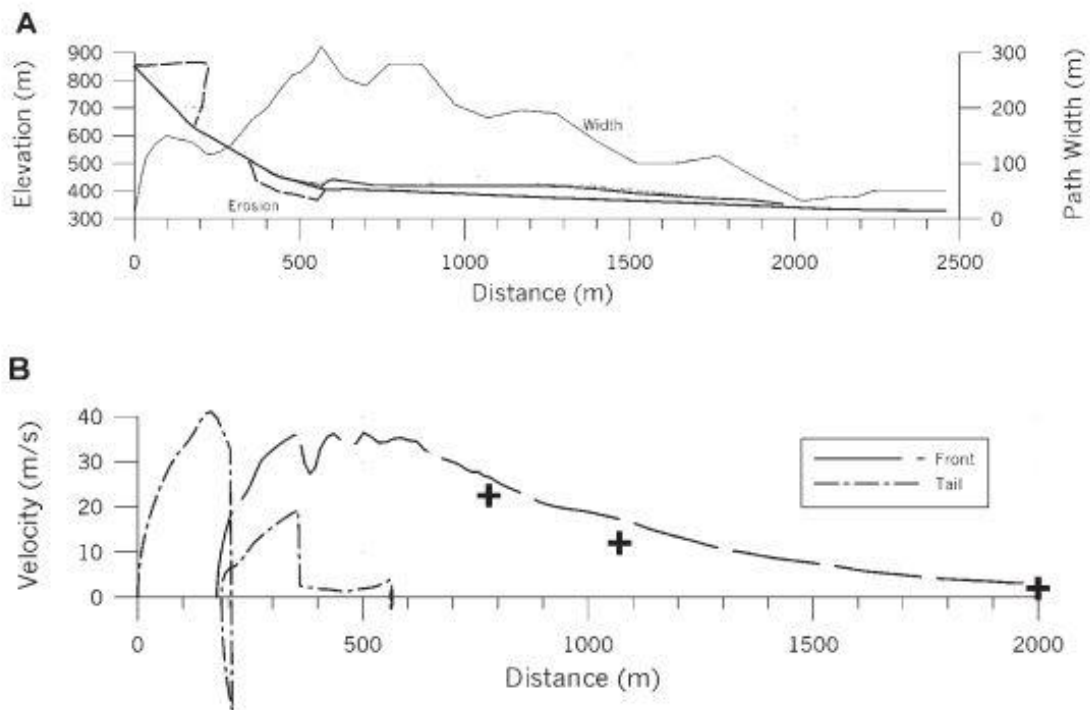 A
Elevation (m)
900
800
700
600
500
400
300
Width
Erosion
300
200
100
0
Path Width (m)
0 500 1000 1500 2000 2500
Distance (m)
B
Velocity (m/s)
40
30
20
10
0
Front
Tail
0 500 1000 1500 2000
Distance (m)